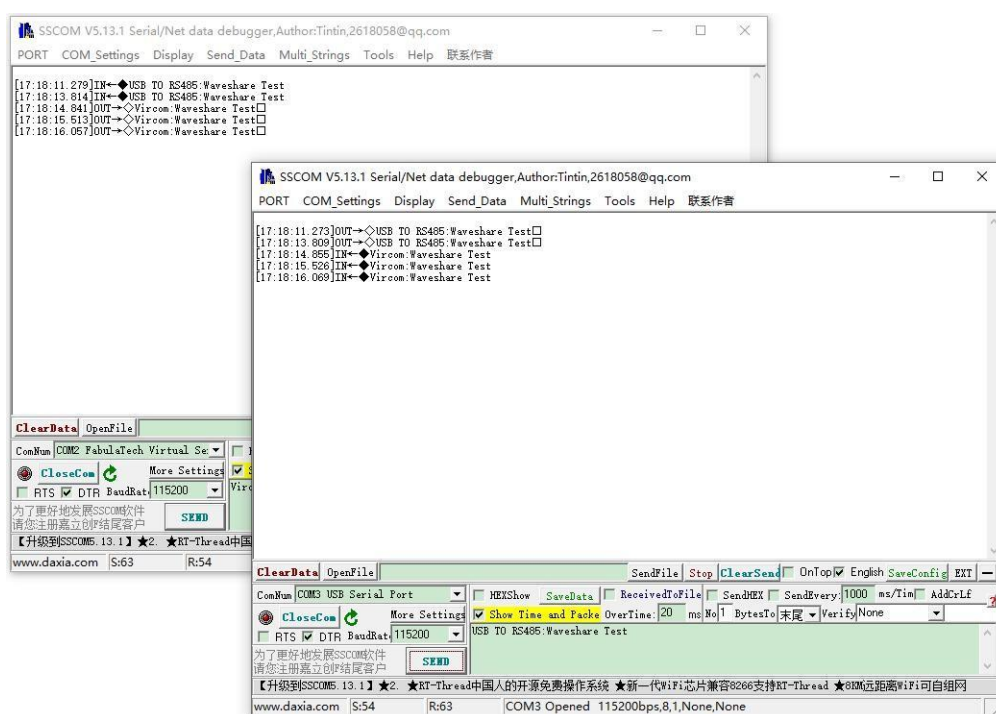 SSCOM V5.13.1 Serial/Net data debugger,Author:Tintin,2618058@qq.com
PORT COM_Settings Display Send_Data Multi_Strings Tools Help 联系作者
[17:18:11.279]IN←◆USB TO RS485:Waveshare Test
[17:18:13.814]IN←◆USB TO RS485:Waveshare Test
[17:18:14.841]OUT→◇Vircom:Waveshare Test□
[17:18:15.513]OUT→◇Vircom:Waveshare Test□
[17:18:16.057]OUT→◇Vircom:Waveshare Test□
ClearData OpenFile
ComNum COM2 FabulaTech Virtual Se
CloseCom More Settings
RTS DTR BaudRat 115200
为了更好地发展SSCOM软件
请您注册嘉立创F结尾客户 SEND
【升级到SSCOM5.13.1】★2. ★RT-Thread中国
www.daxia.com S:63 R:54
SSCOM V5.13.1 Serial/Net data debugger,Author:Tintin,2618058@qq.com
PORT COM_Settings Display Send_Data Multi_Strings Tools Help 联系作者
[17:18:11.273]OUT→◇USB TO RS485:Waveshare Test□
[17:18:13.809]OUT→◇USB TO RS485:Waveshare Test□
[17:18:14.855]IN←◆Vircom:Waveshare Test
[17:18:15.526]IN←◆Vircom:Waveshare Test
[17:18:16.069]IN←◆Vircom:Waveshare Test
ClearData OpenFile SendFile Stop ClearSend OnTop English SaveConfig EXT —
ComNum COM3 USB Serial Port HEXShow SaveData ReceivedToFile SendHEX SendEvery: 1000 ms/Tim AddCrLf
CloseCom More Settings Show Time and Packe OverTime: 20 ms No 1 BytesTo 末尾 Verify None
RTS DTR BaudRat 115200 USB TO RS485:Waveshare Test
为了更好地发展SSCOM软件
请您注册嘉立创F结尾客户 SEND
【升级到SSCOM5.13.1】★2. ★RT-Thread中国人的开源免费操作系统 ★新一代WiFi芯片兼容8266支持RT-Thread ★8KM远距离WiFi可自组网
www.daxia.com S:54 R:63 COM3 Opened 115200bps,8,1,None,None